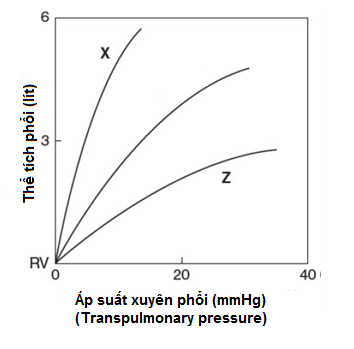 6
X
Thể tích phổi (lít)
3
Z
RV
0
20
40
Áp suất xuyên phổi (mmHg)
(Transpulmonary pressure)